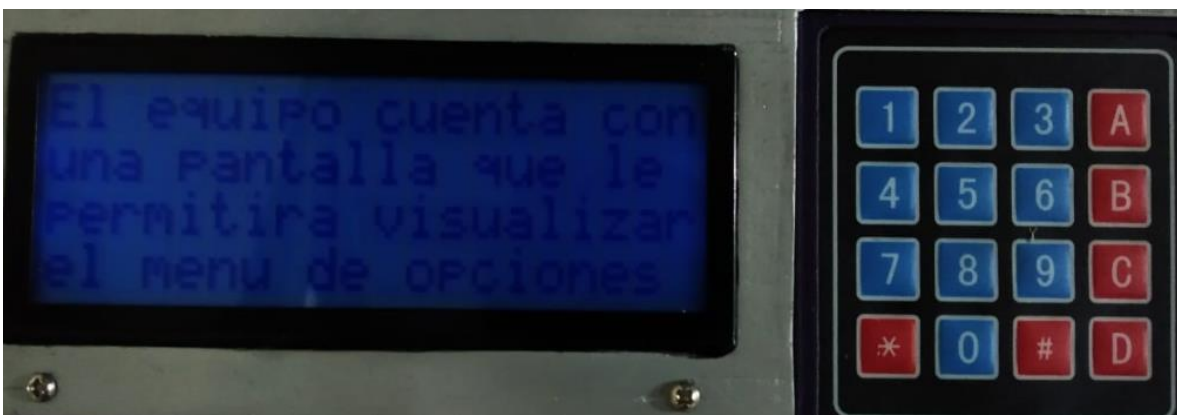 El equipo cuenta con
una pantalla que le
permitira visualizar
el menu de opciones
1 2 3 A
4 5 6 B
7 8 9 C
* 0 # D